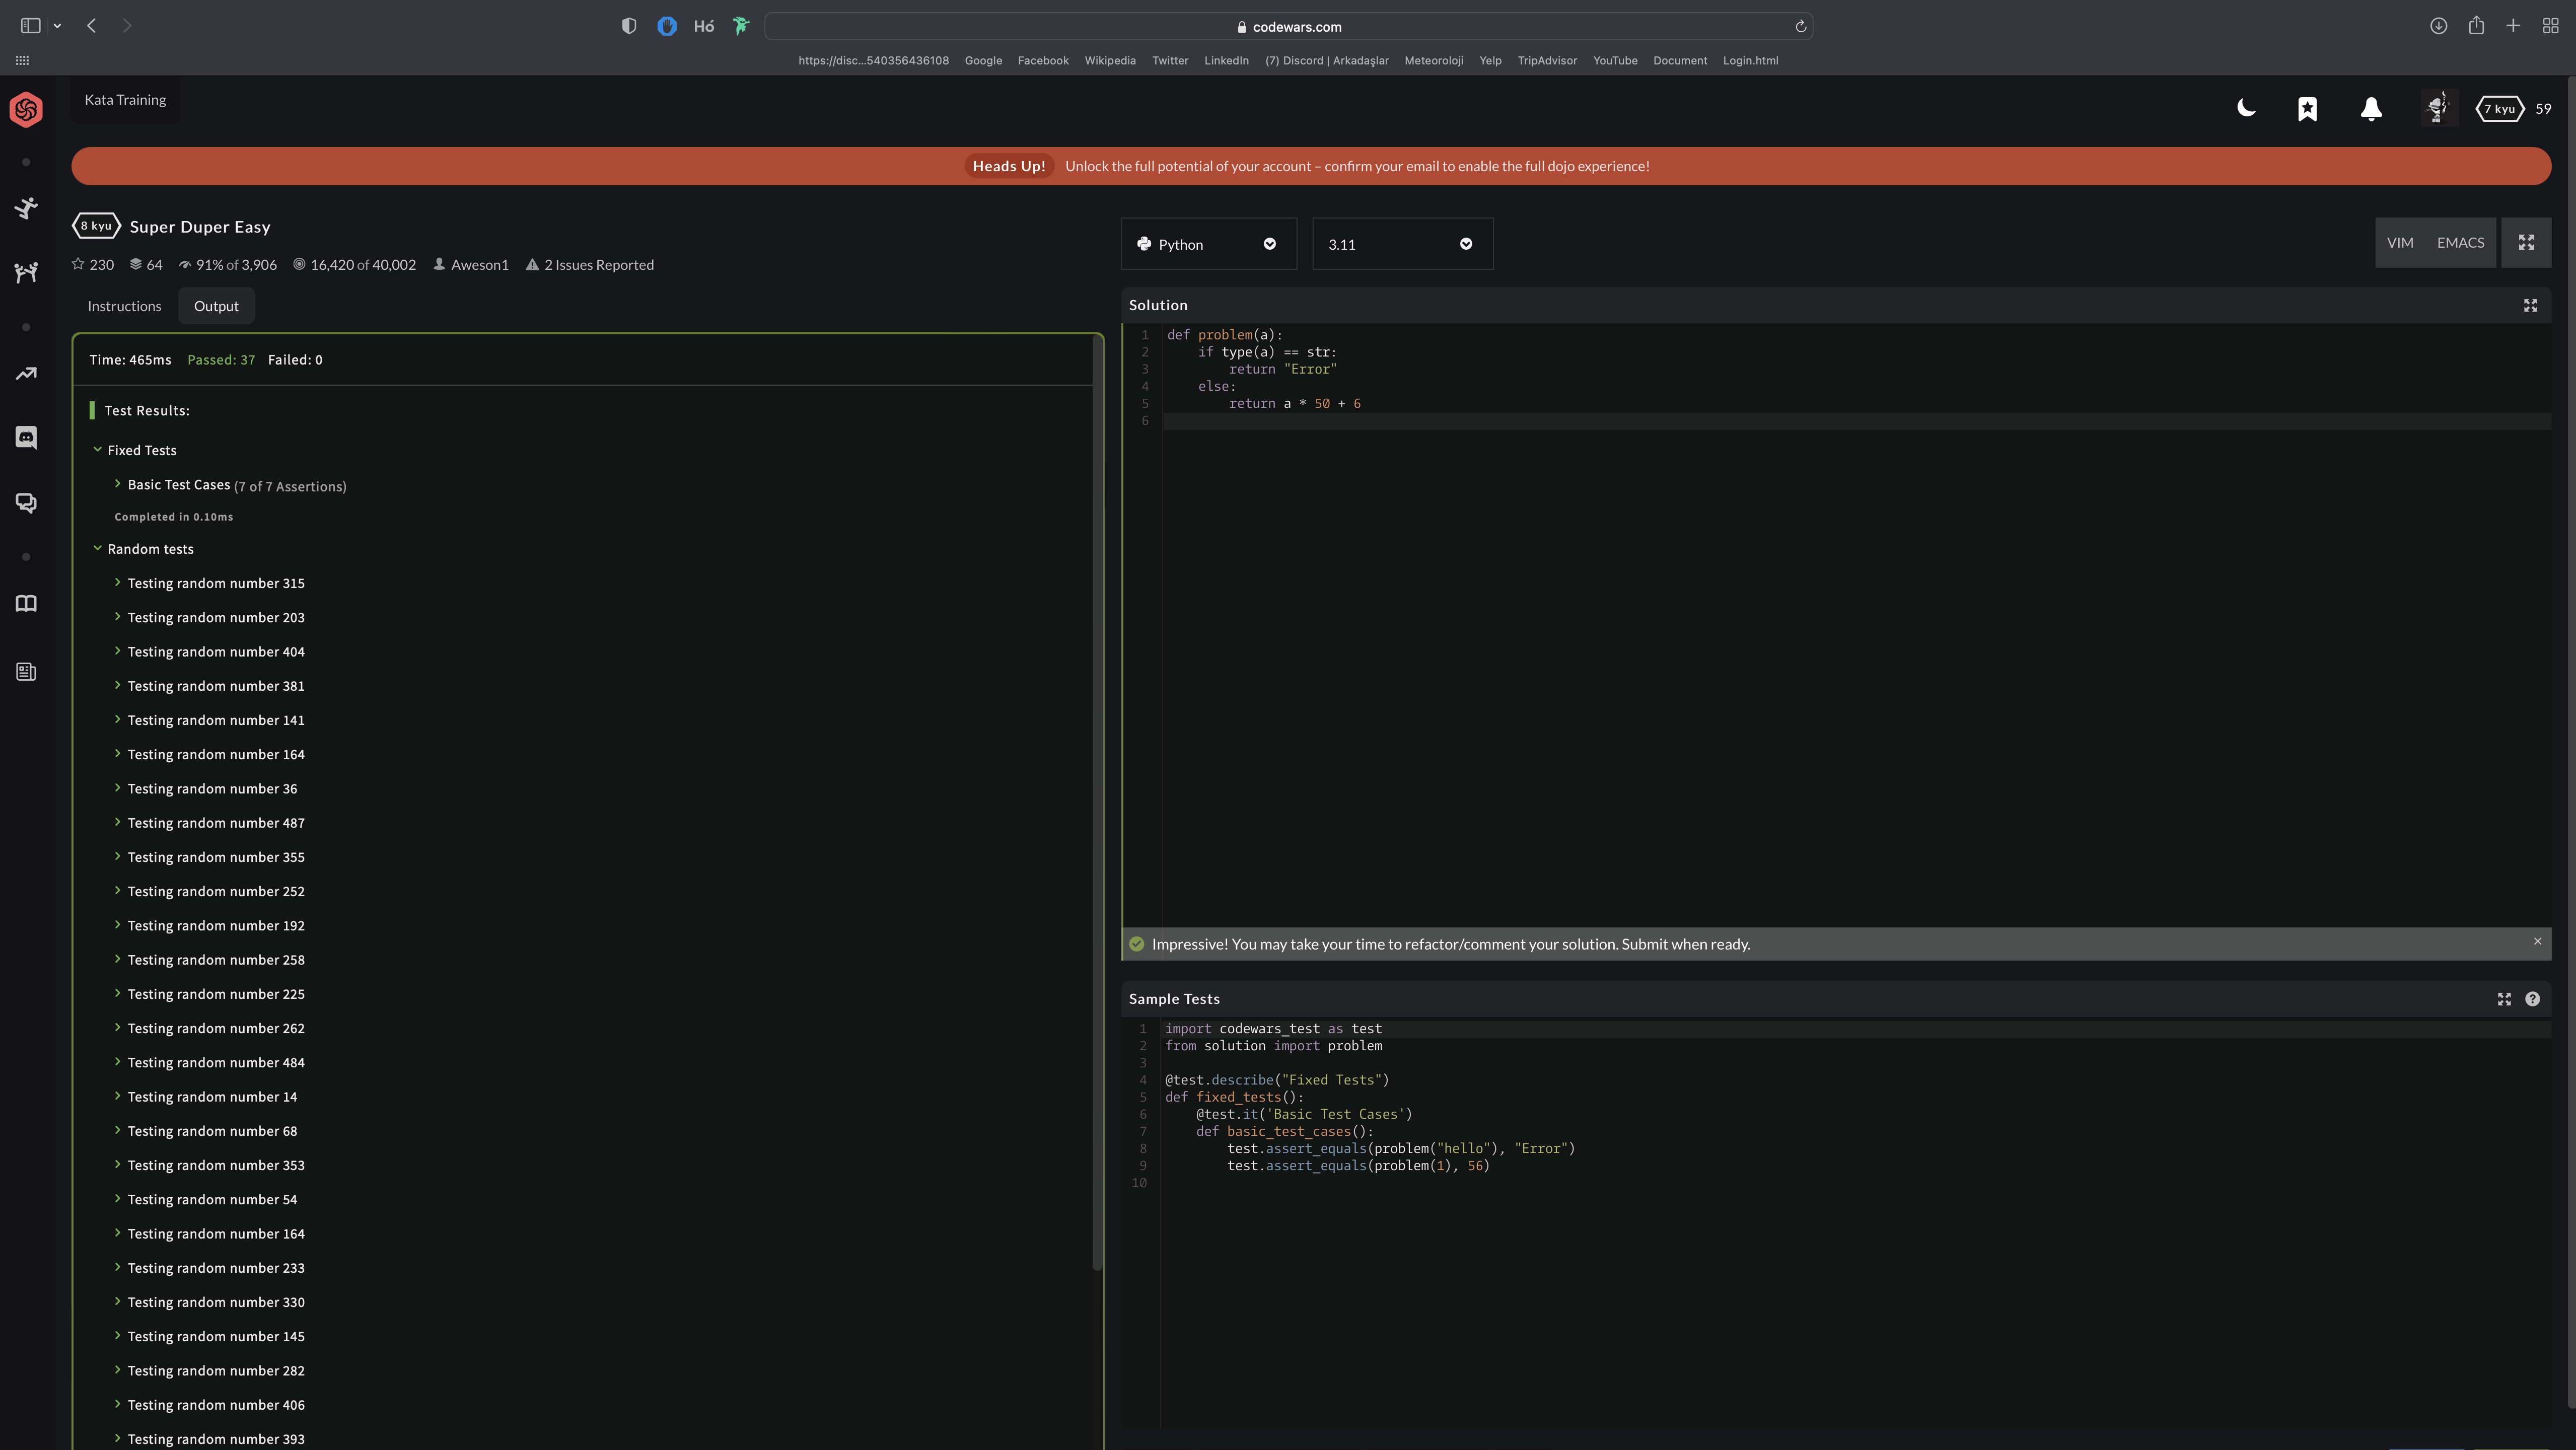 Hó
codewars.com
https://disc...540356436108 Google Facebook Wikipedia Twitter LinkedIn (7) Discord | Arkadaşlar Meteoroloji Yelp TripAdvisor YouTube Document Login.html
Kata Training
7 kyu 59
Heads Up! Unlock the full potential of your account – confirm your email to enable the full dojo experience!
8 kyu Super Duper Easy
230 64 91% of 3,906 16,420 of 40,002 Aweson1 2 Issues Reported
Instructions Output
Time: 465ms Passed: 37 Failed: 0
Test Results:
Fixed Tests
Basic Test Cases (7 of 7 Assertions)
Completed in 0.10ms
Random tests
Testing random number 315
Testing random number 203
Testing random number 404
Testing random number 381
Testing random number 141
Testing random number 164
Testing random number 36
Testing random number 487
Testing random number 355
Testing random number 252
Testing random number 192
Testing random number 258
Testing random number 225
Testing random number 262
Testing random number 484
Testing random number 14
Testing random number 68
Testing random number 353
Testing random number 54
Testing random number 164
Testing random number 233
Testing random number 330
Testing random number 145
Testing random number 282
Testing random number 406
Testing random number 393
Python 3.11 VIM EMACS
Solution
1 def problem(a):
2     if type(a) == str:
3         return "Error"
4     else:
5         return a * 50 + 6
6
Impressive! You may take your time to refactor/comment your solution. Submit when ready.
Sample Tests
1 import codewars_test as test
2 from solution import problem
3
4 @test.describe("Fixed Tests")
5 def fixed_tests():
6     @test.it('Basic Test Cases')
7     def basic_test_cases():
8         test.assert_equals(problem("hello"), "Error")
9         test.assert_equals(problem(1), 56)
10